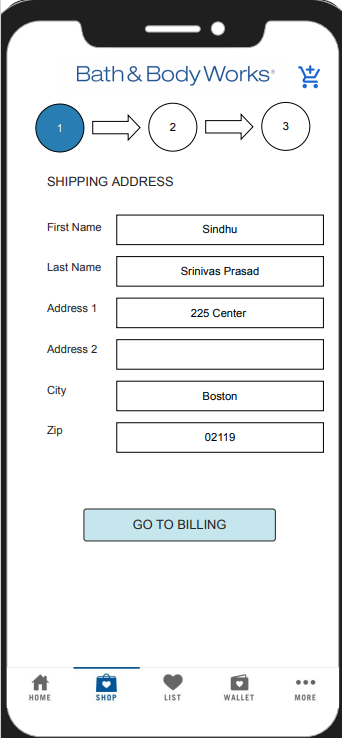 Bath & Body Works®
1
2
3
SHIPPING ADDRESS
First Name Sindhu
Last Name Srinivas Prasad
Address 1 225 Center
Address 2
City Boston
Zip 02119
GO TO BILLING
HOME SHOP LIST WALLET MORE